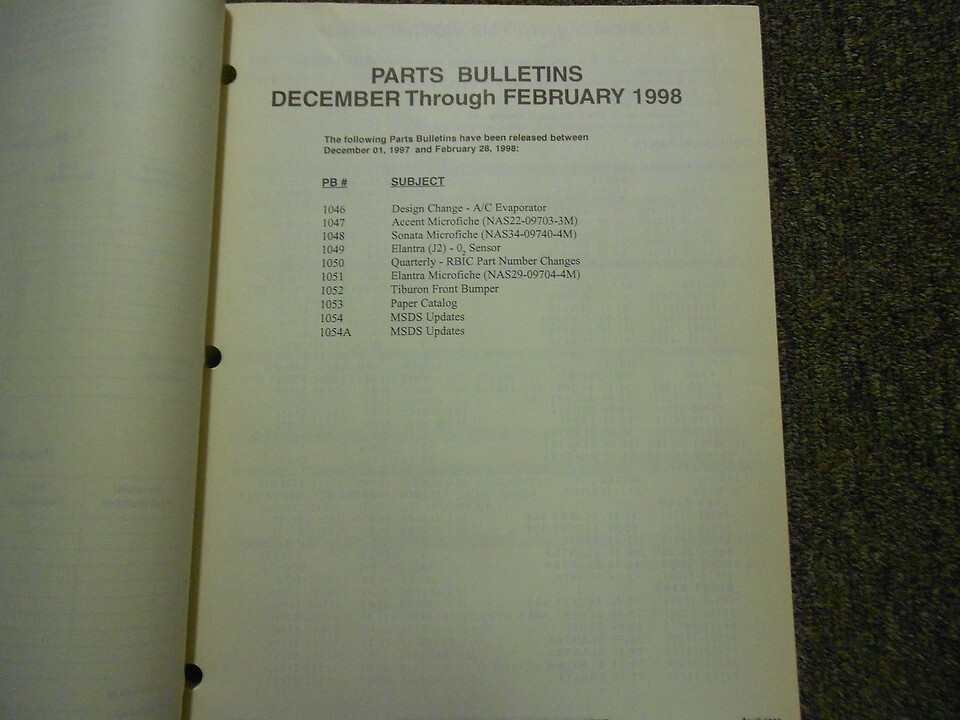 PARTS BULLETINS
DECEMBER Through FEBRUARY 1998
The following Parts Bulletins have been released between
December 01, 1997 and February 28, 1998:
PB # SUBJECT
1046 Design Change - A/C Evaporator
1047 Accent Microfiche (NAS22-09703-3M)
1048 Sonata Microfiche (NAS34-09740-4M)
1049 Elantra (J2) - 0₂ Sensor
1050 Quarterly - RBIC Part Number Changes
1051 Elantra Microfiche (NAS29-09704-4M)
1052 Tiburon Front Bumper
1053 Paper Catalog
1054 MSDS Updates
1054A MSDS Updates